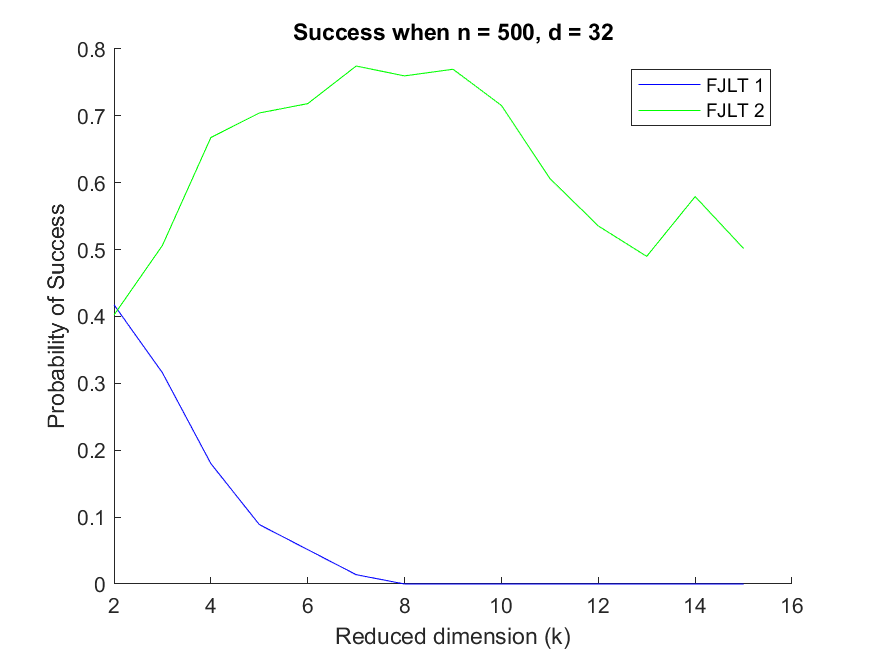 Success when n = 500, d = 32
FJLT 1
FJLT 2
0.8
0.7
0.6
0.5
0.4
0.3
0.2
0.1
0
Probability of Success
2 4 6 8 10 12 14 16
Reduced dimension (k)